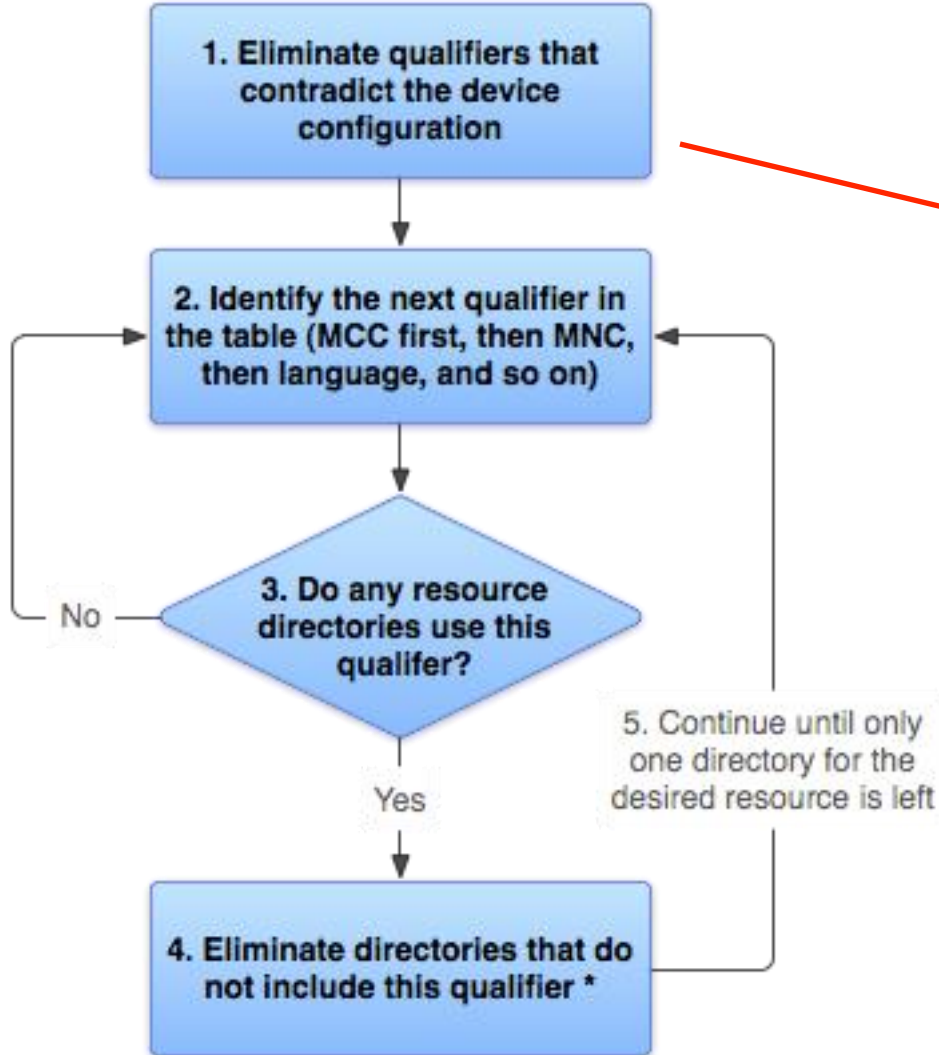 1. Eliminate qualifiers that
contradict the device
configuration
2. Identify the next qualifier in
the table (MCC first, then MNC,
then language, and so on)
3. Do any resource
directories use this
qualifer?
No
Yes
5. Continue until only
one directory for the
desired resource is left
4. Eliminate directories that do
not include this qualifier *